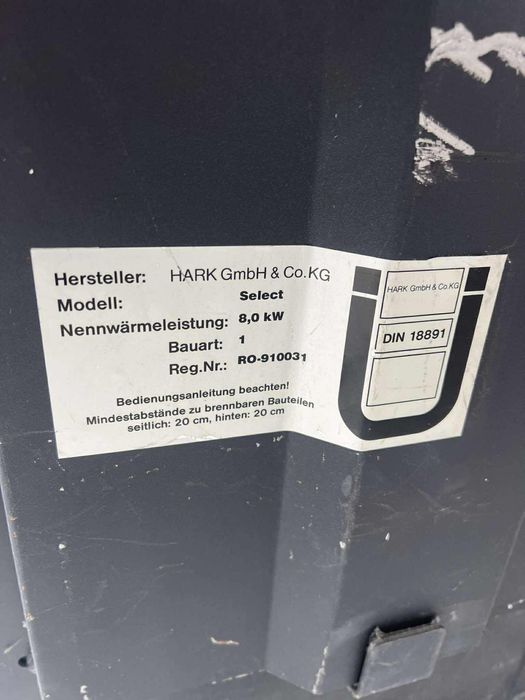 Hersteller: HARK GmbH & Co.KG
Modell: Select
Nennwärmeleistung: 8,0 kW
Bauart: 1
Reg.Nr.: RO-910031
Bedienungsanleitung beachten!
Mindestabstände zu brennbaren Bauteilen
seitlich: 20 cm, hinten: 20 cm
HARK GmbH & Co.KG
DIN 18891